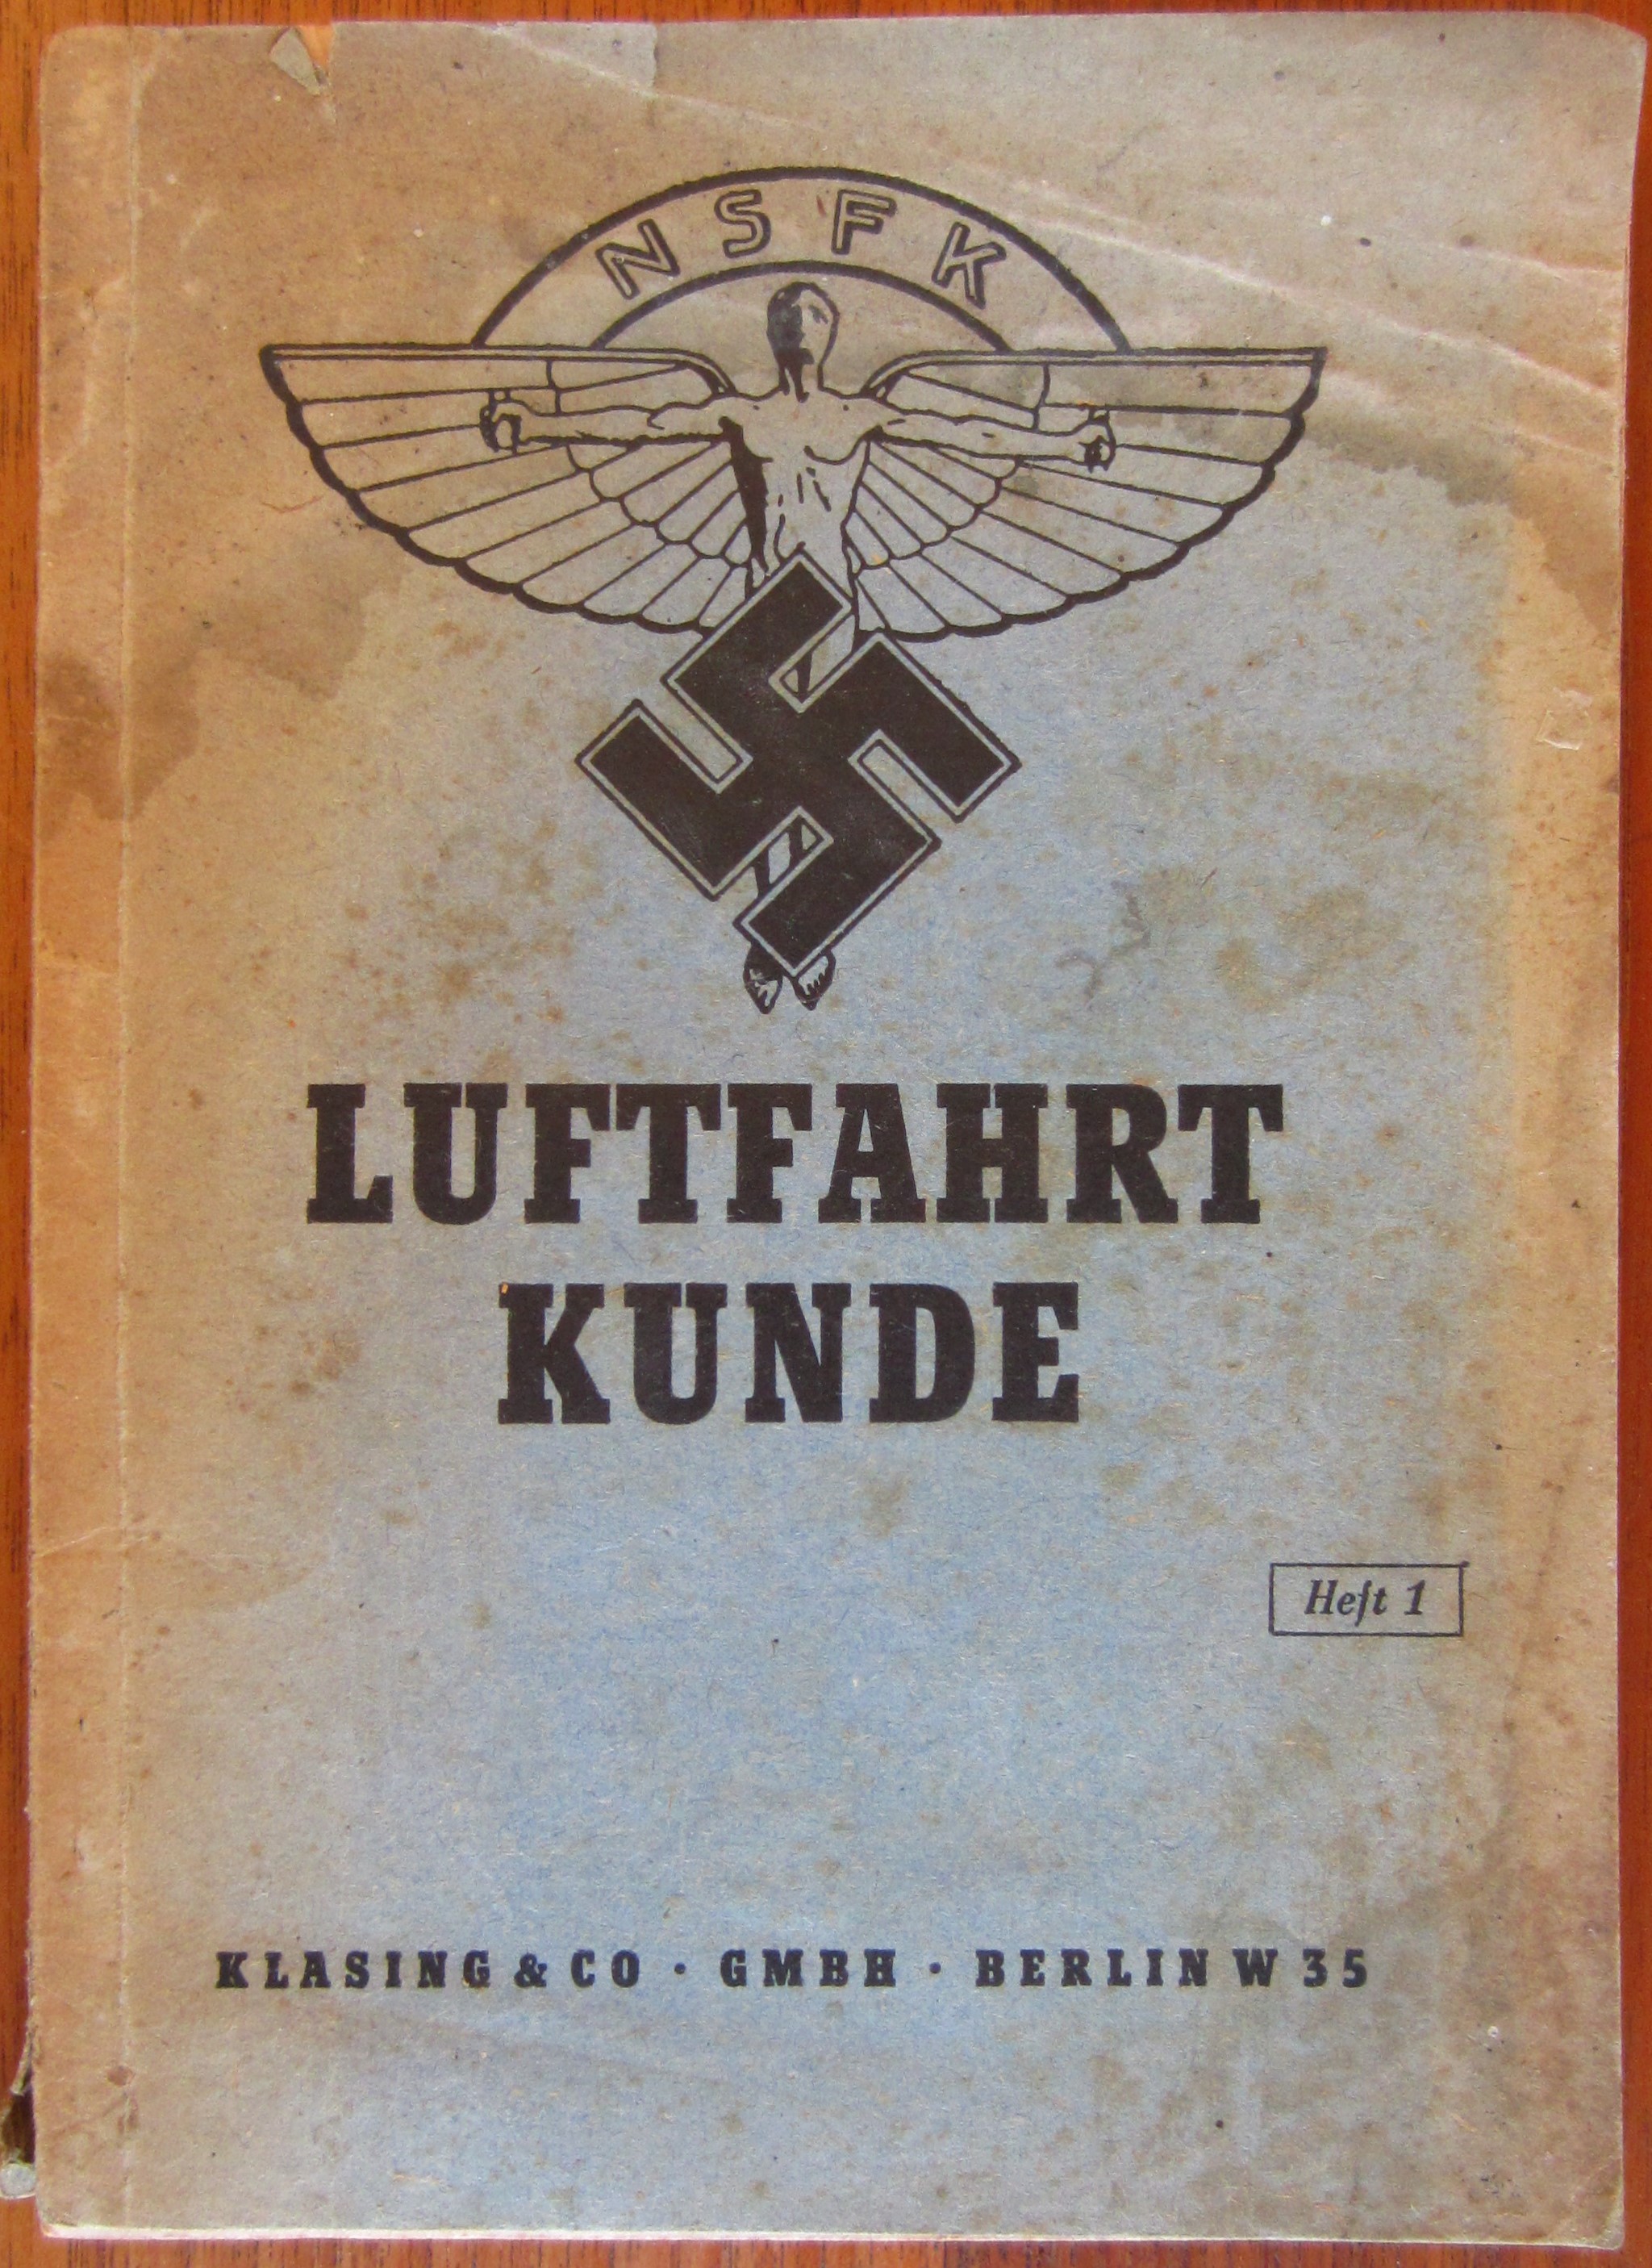 NSFK
LUFTFAHRT
KUNDE
Heft 1
KLASING & CO · GMBH · BERLIN W 35